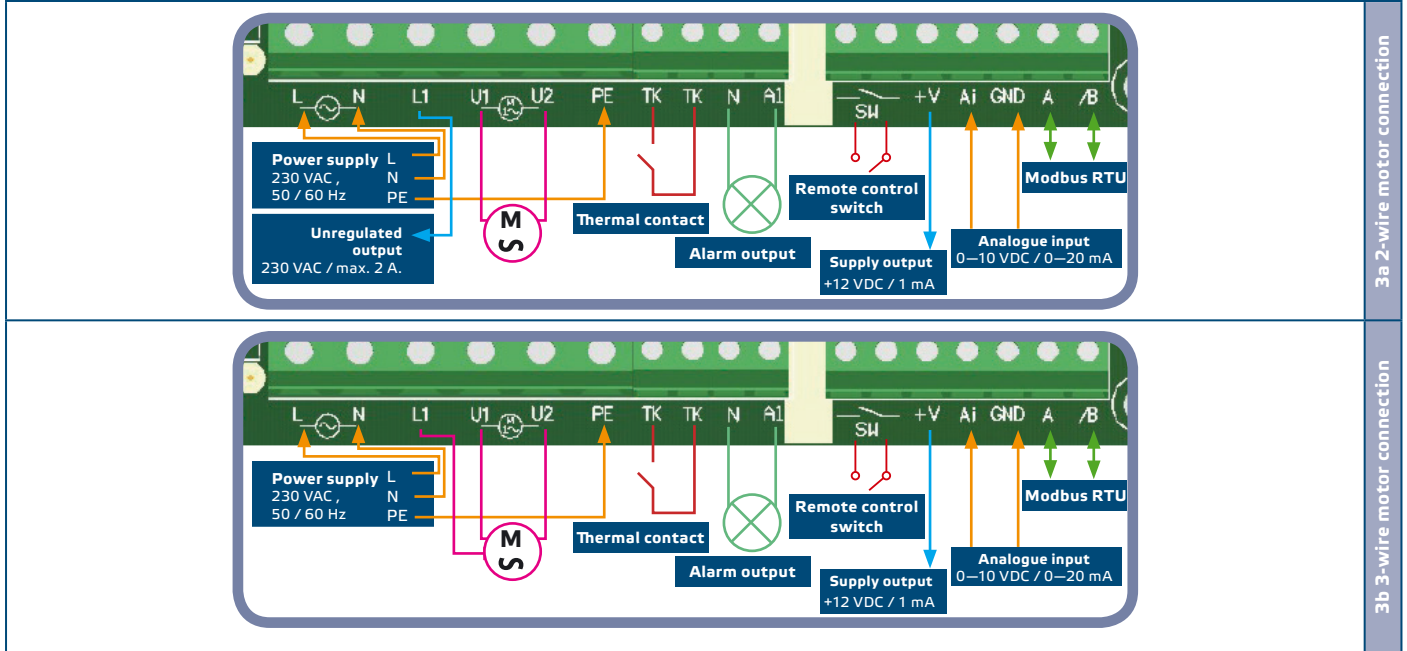 L N L1 U1 M 1~ U2 PE TK TK N Al SW +V Ai GND A /B
Power supply L
230 VAC , N
50 / 60 Hz PE
Unregulated
output
230 VAC / max. 2 A.
M
Thermal contact
Alarm output
Remote control
switch
Supply output
+12 VDC / 1 mA
Analogue input
0—10 VDC / 0—20 mA
Modbus RTU
3a 2-wire motor connection
L N L1 U1 M 1~ U2 PE TK TK N Al SW +V Ai GND A /B
Power supply L
230 VAC , N
50 / 60 Hz PE
M
Thermal contact
Alarm output
Remote control
switch
Supply output
+12 VDC / 1 mA
Analogue input
0—10 VDC / 0—20 mA
Modbus RTU
3b 3-wire motor connection